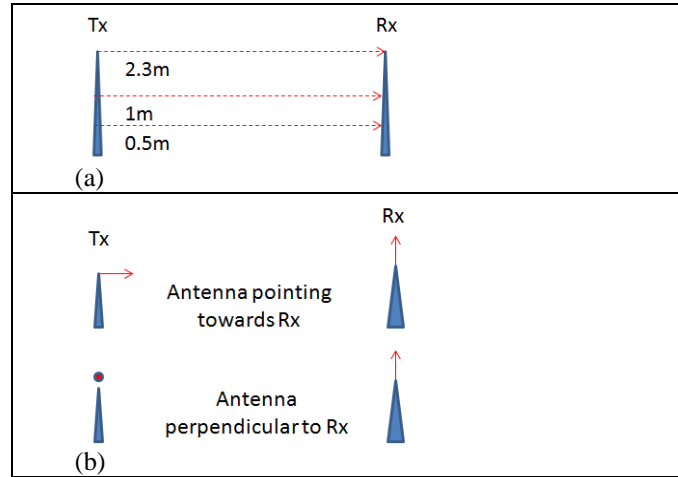 Tx Rx
2.3m
1m
0.5m
(a)
Rx
Tx
Antenna pointing
towards Rx
Antenna
perpendicular to Rx
(b)